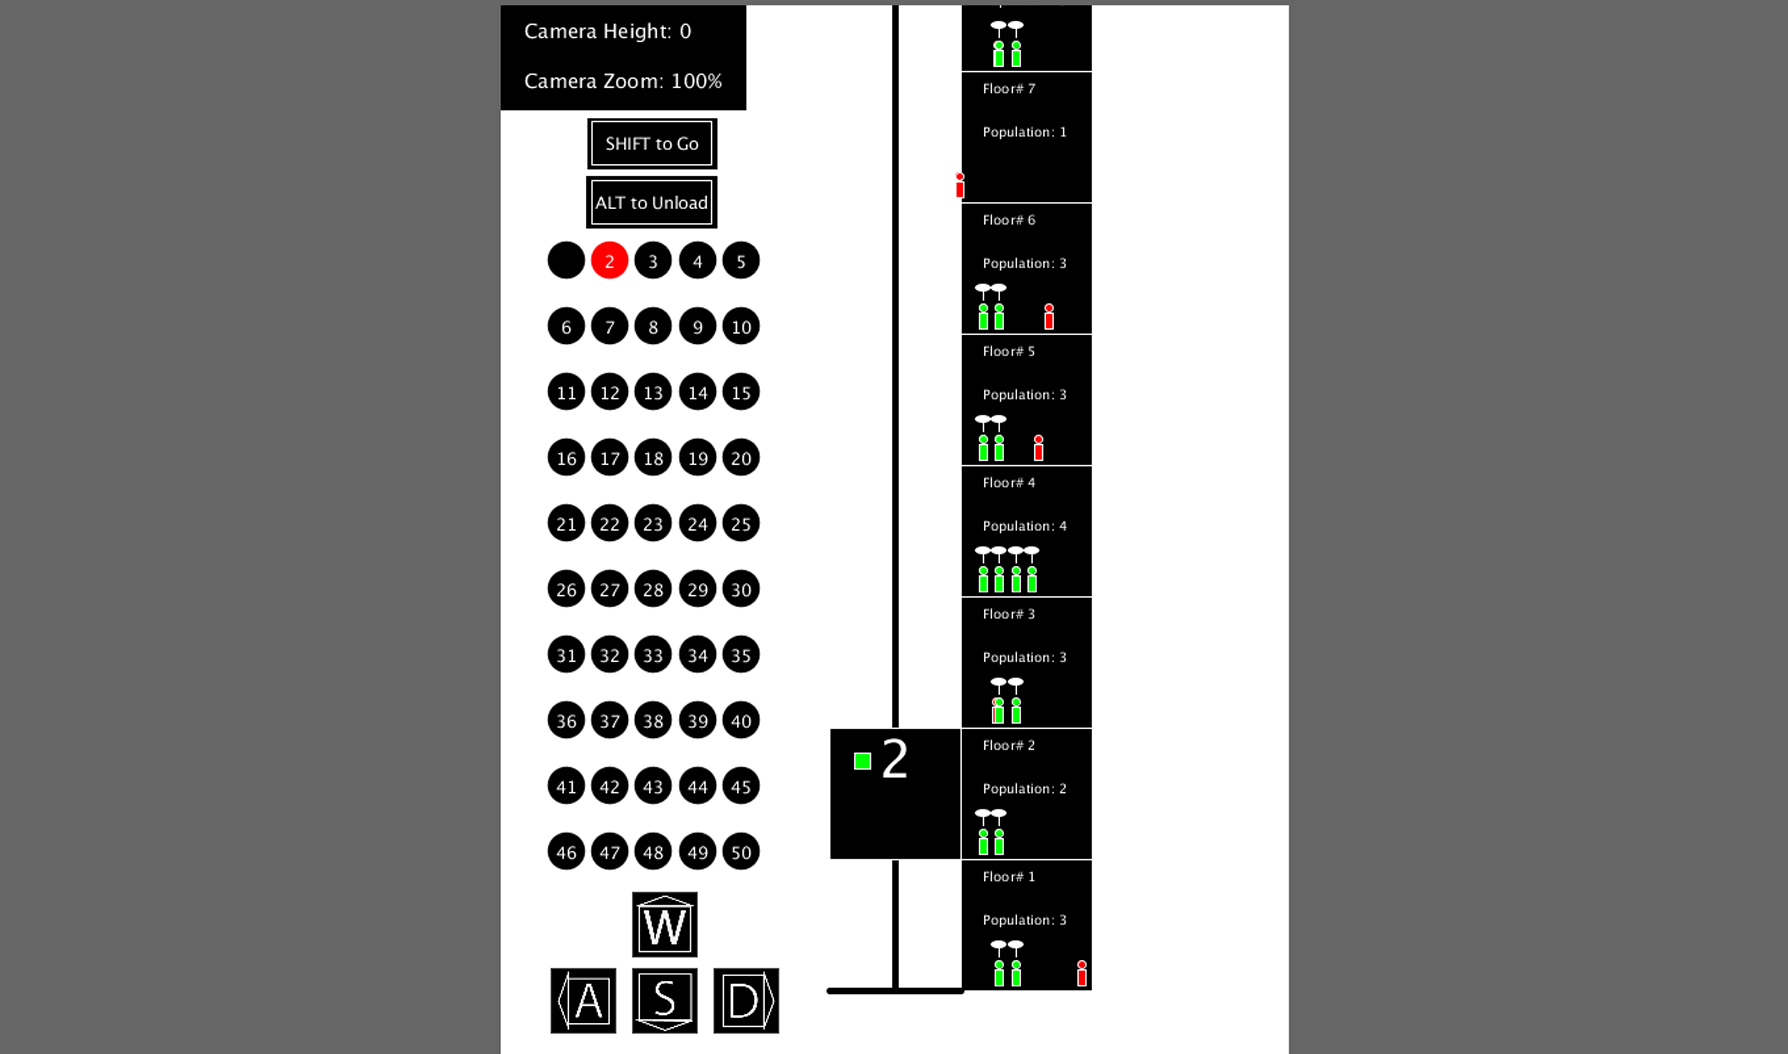 Camera Height: 0
Camera Zoom: 100%
SHIFT to Go
ALT to Unload
2 3 4 5
6 7 8 9 10
11 12 13 14 15
16 17 18 19 20
21 22 23 24 25
26 27 28 29 30
31 32 33 34 35
36 37 38 39 40
41 42 43 44 45
46 47 48 49 50
W
A S D
2
Floor# 7
Population: 1
Floor# 6
Population: 3
Floor# 5
Population: 3
Floor# 4
Population: 4
Floor# 3
Population: 3
Floor# 2
Population: 2
Floor# 1
Population: 3